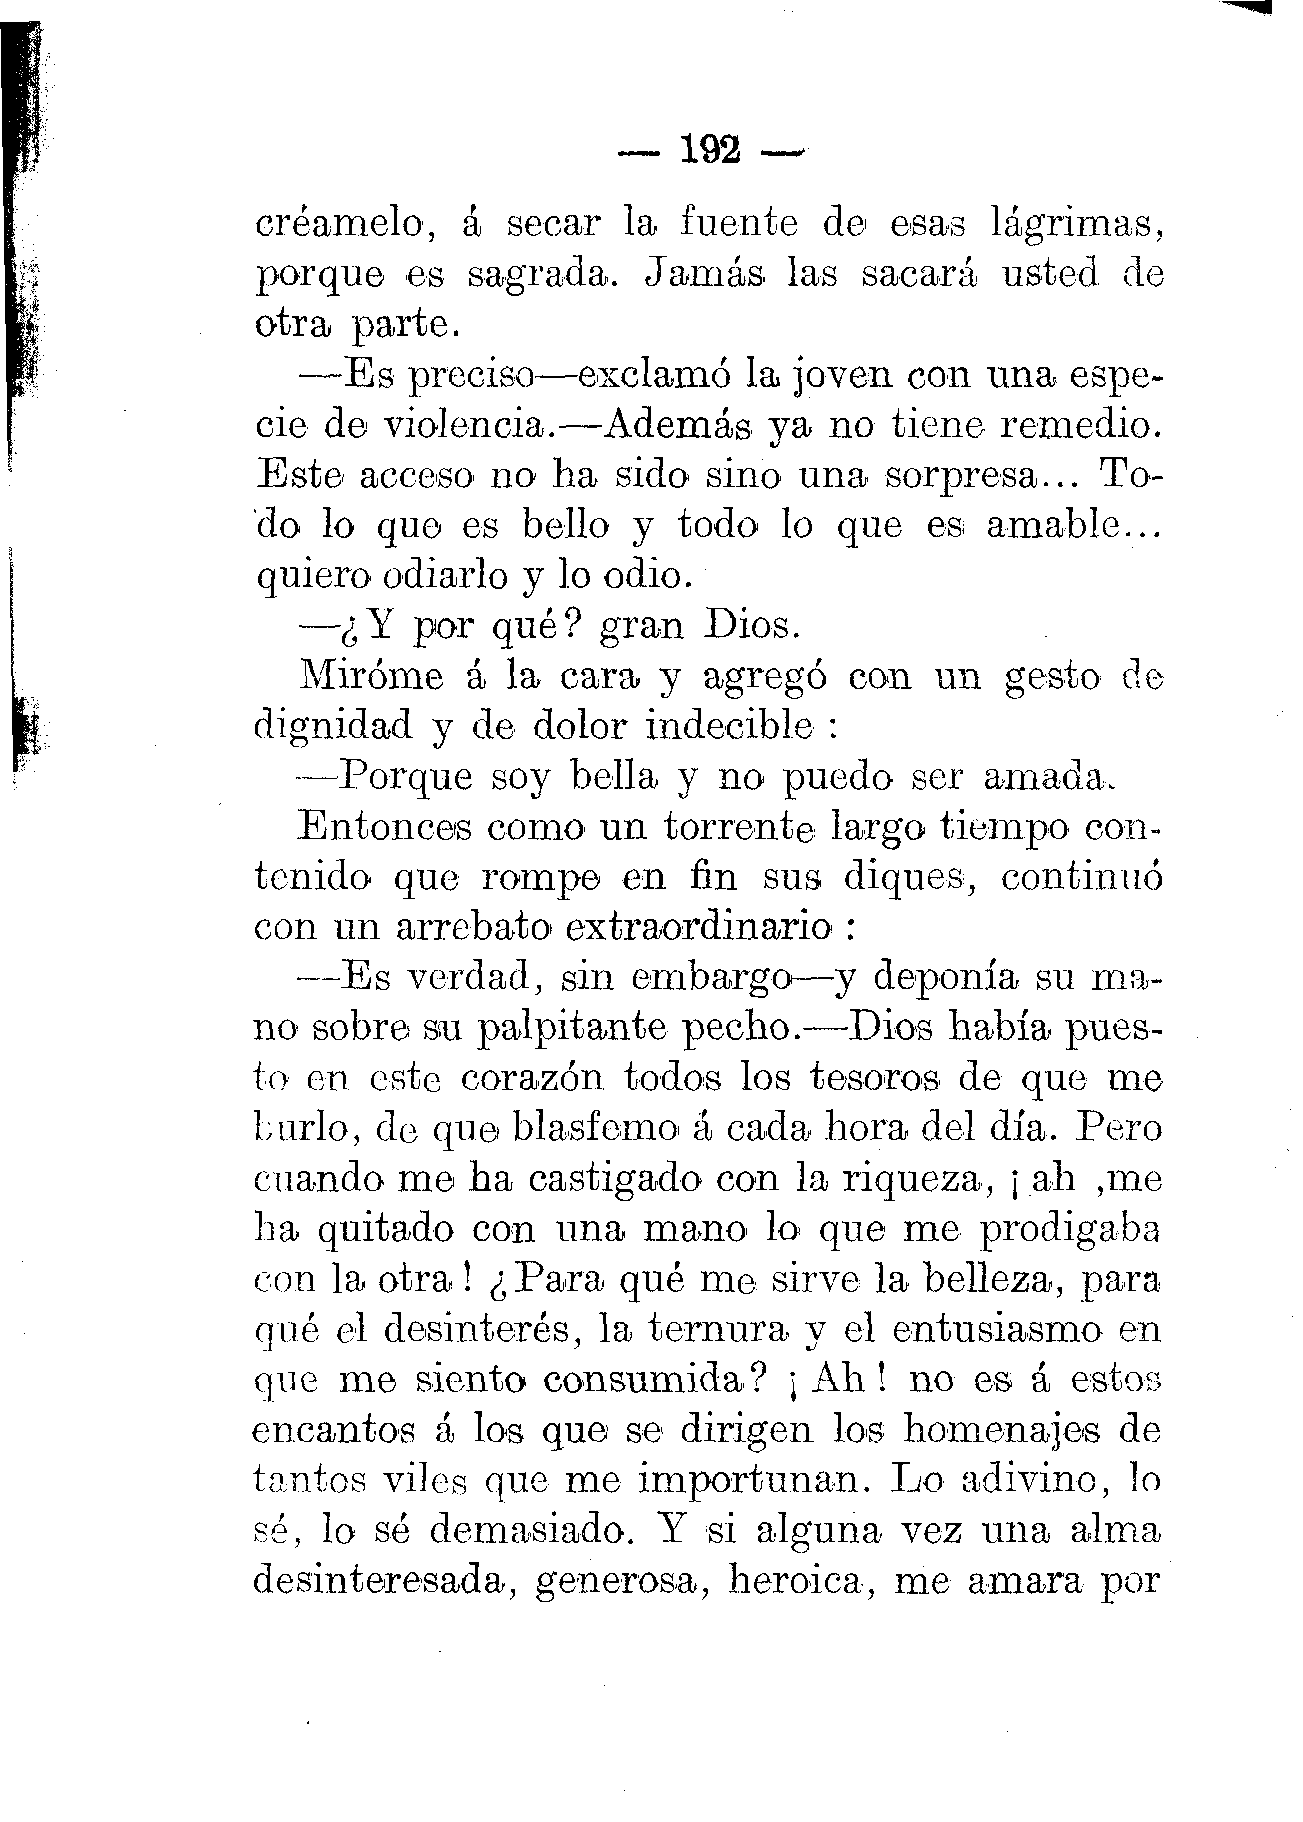 — 192 —
créamelo, á secar la fuente de esas lágrimas,
porque es sagrada. Jamás las sacará usted de
otra parte.
—Es preciso—exclamó la joven con una espe-
cie de violencia.—Además ya no tiene remedio.
Este acceso no ha sido sino una sorpresa... To-
do lo que es bello y todo lo que es amable...
quiero odiarlo y lo odio.
—¿Y por qué? gran Dios.
Miróme á la cara y agregó con un gesto de
dignidad y de dolor indecible :
—Porque soy bella y no puedo ser amada.
Entonces como un torrente largo tiempo con-
tenido que rompe en fin sus diques, continuó
con un arrebato extraordinario :
—Es verdad, sin embargo—y deponía su ma-
no sobre su palpitante pecho.—Dios había pues-
to en este corazón todos los tesoros de que me
burlo, de que blasfemo á cada hora del día. Pero
cuando me ha castigado con la riqueza, ¡ ah ,me
ha quitado con una mano lo que me prodigaba
con la otra ! ¿Para qué me sirve la belleza, para
qué el desinterés, la ternura y el entusiasmo en
que me siento consumida? ¡ Ah ! no es á estos
encantos á los que se dirigen los homenajes de
tantos viles que me importunan. Lo adivino, lo
sé, lo sé demasiado. Y si alguna vez una alma
desinteresada, generosa, heroica, me amara por